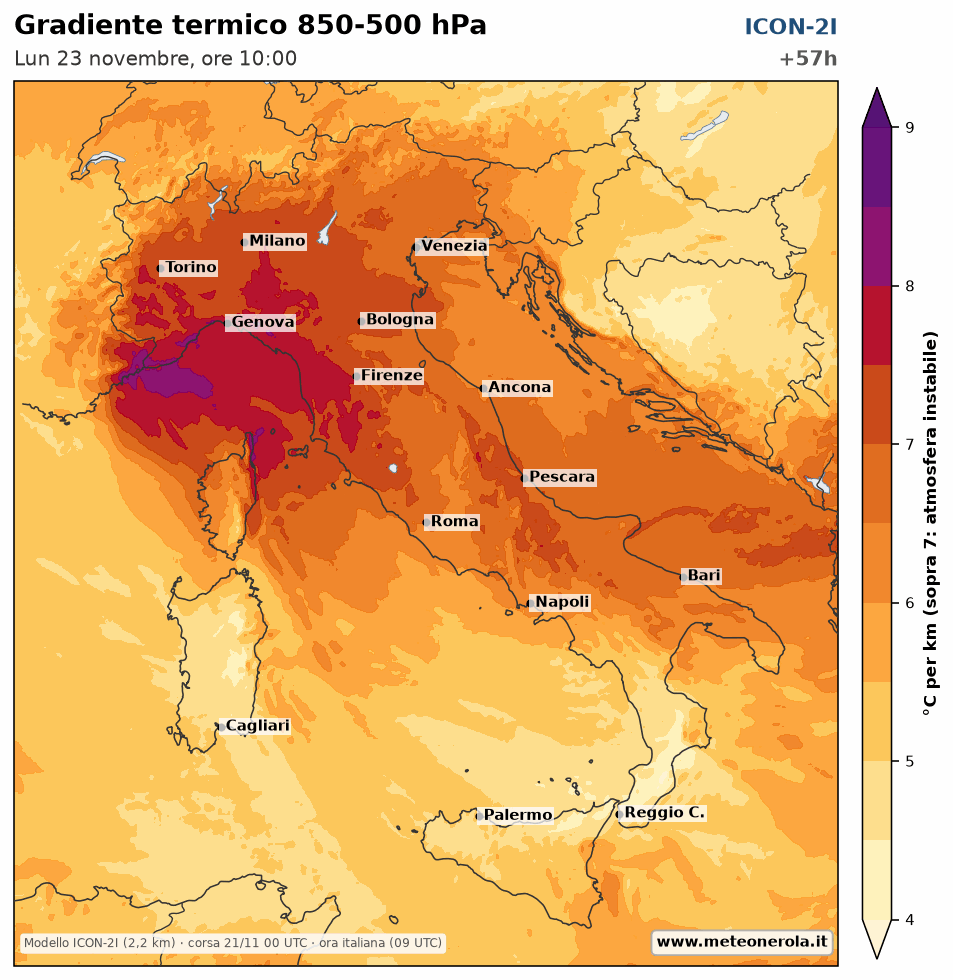 Gradiente termico 850-500 hPa
ICON-2I
Lun 23 novembre, ore 10:00
+57h
Milano
Venezia
Torino
Genova
Bologna
Firenze
Ancona
Pescara
Roma
Bari
Napoli
Cagliari
Palermo
Reggio C.
9
8
7
6
5
4
°C per km (sopra 7: atmosfera instabile)
Modello ICON-2I (2,2 km) · corsa 21/11 00 UTC · ora italiana (09 UTC)
www.meteonerola.it